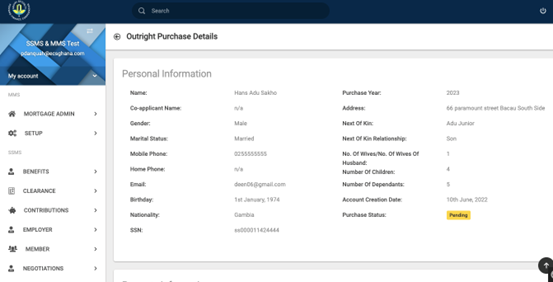 Search
SSMS & MMS Test
pdanquah@ecsghana.com
My account
MMS
MORTGAGE ADMIN
SETUP
SSMS
BENEFITS
CLEARANCE
CONTRIBUTIONS
EMPLOYER
MEMBER
NEGOTIATIONS
Outright Purchase Details
Personal Information
Name: Hans Adu Sakho
Co-applicant Name: n/a
Gender: Male
Merital Status: Married
Mobile Phone: 0255555555
Home Phone: n/a
Email: deen06@gmail.com
Birthday: 1st January, 1974
Nationality: Gambia
SSN: ss000011424444
Purchase Year: 2023
Address: 66 paramount street Bacau South Side
Next Of Kin: Adu Junior
Next Of Kin Relationship: Son
No. Of Wives/No. Of Wives Of 1
Husband:
Number Of Children: 4
Number Of Dependants: 5
Account Creation Date: 10th June, 2022
Purchase Status: Pending